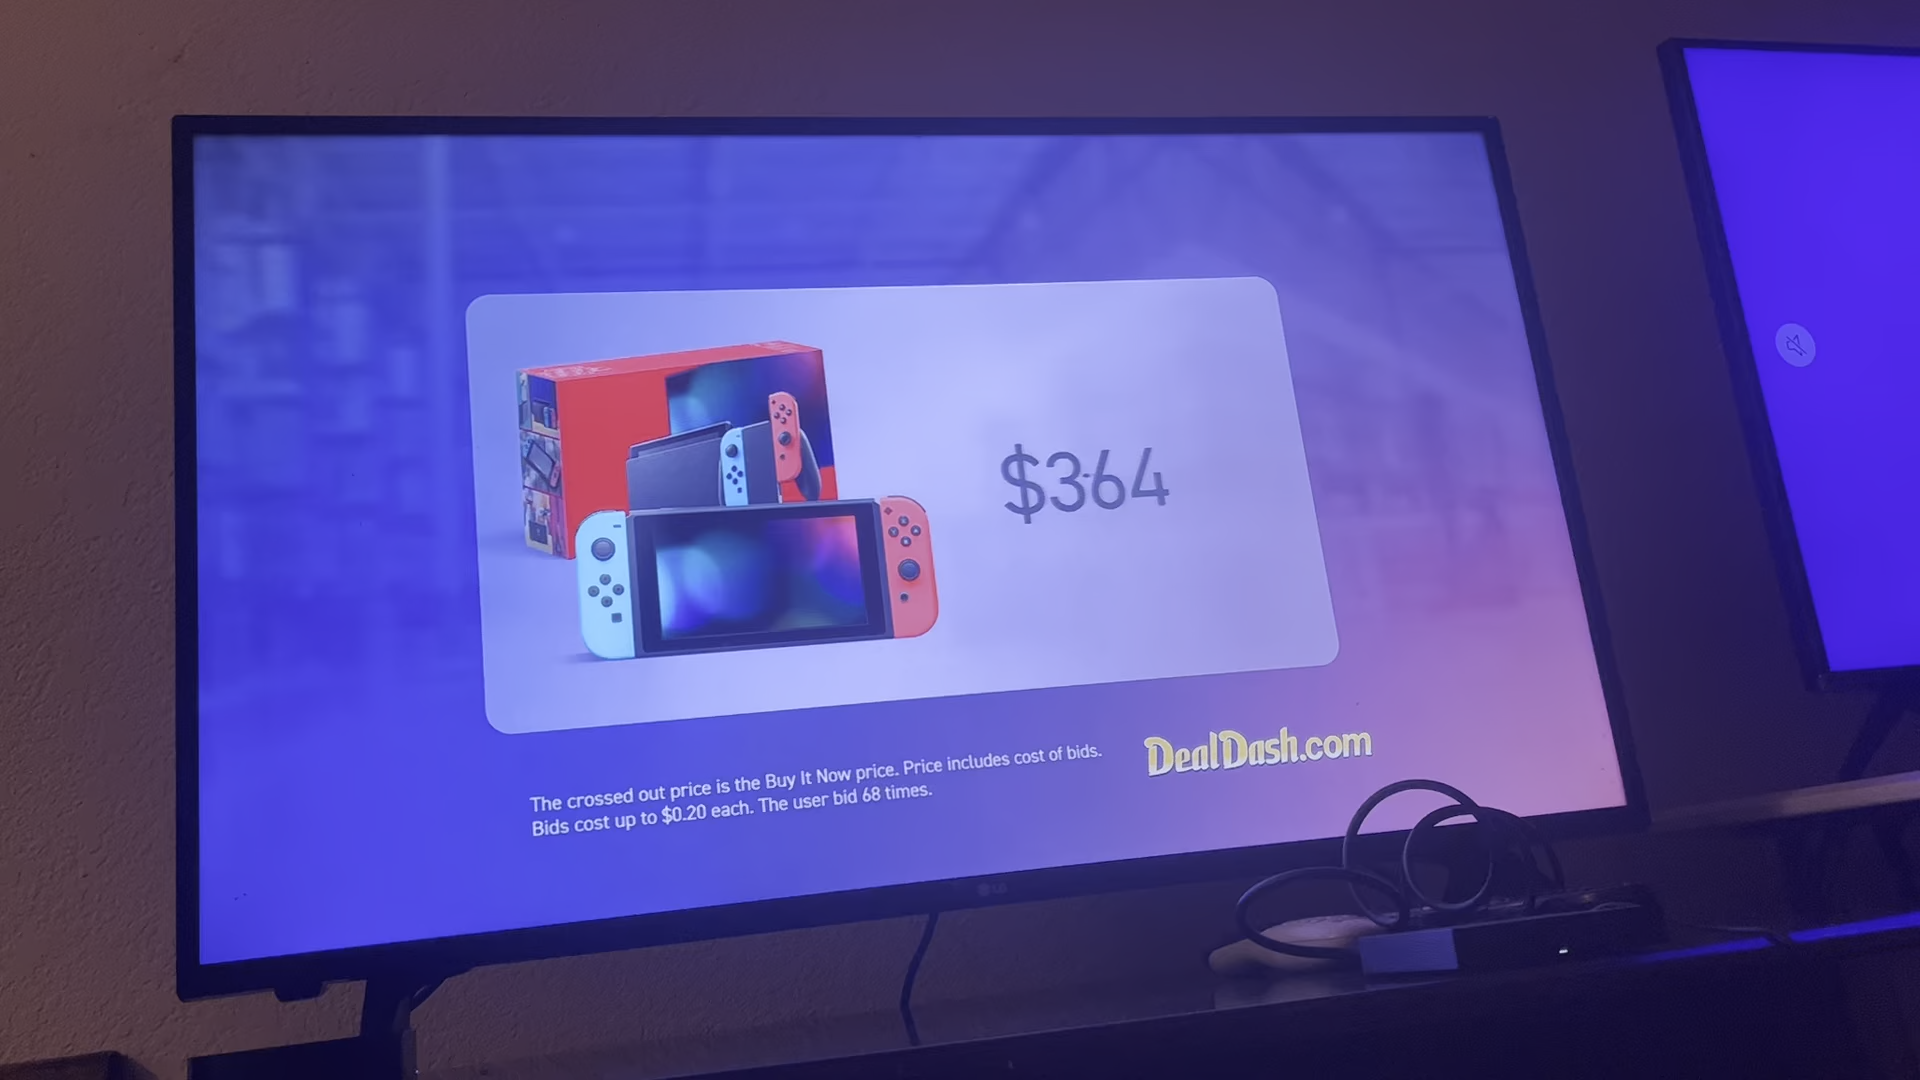 $364
The crossed out price is the Buy It Now price. Price includes cost of bids.
Bids cost up to $0.20 each. The user bid 68 times.
DealDash.com
LG